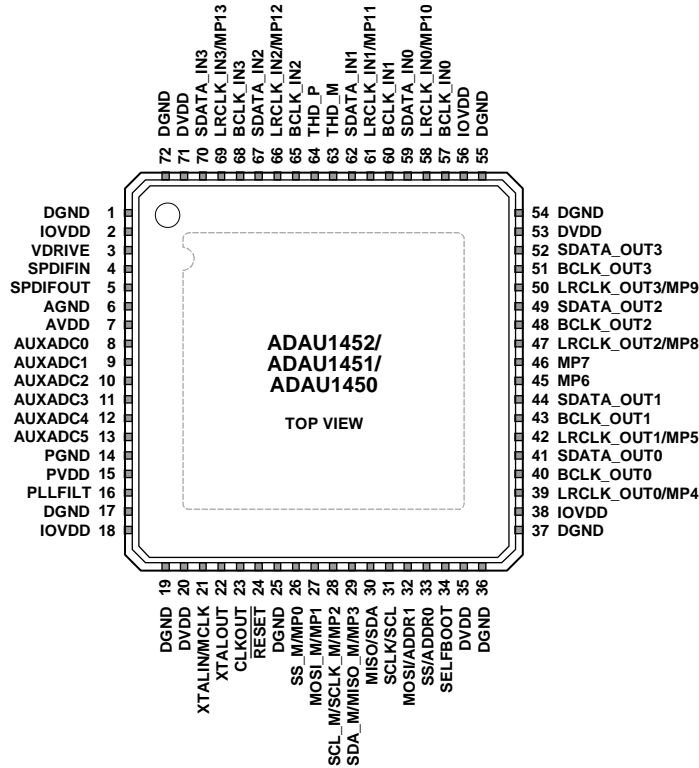 72 DGND
71 DVDD
70 SDATA_IN3
69 LRCLK_IN3/MP13
68 BCLK_IN3
67 SDATA_IN2
66 LRCLK_IN2/MP12
65 BCLK_IN2
64 THD_P
63 THD_M
62 SDATA_IN1
61 LRCLK_IN1/MP11
60 BCLK_IN1
59 SDATA_IN0
58 LRCLK_IN0/MP10
57 BCLK_IN0
56 IOVDD
55 DGND
DGND 1
IOVDD 2
VDRIVE 3
SPDIFIN 4
SPDIFOUT 5
AGND 6
AVDD 7
AUXADC0 8
AUXADC1 9
AUXADC2 10
AUXADC3 11
AUXADC4 12
AUXADC5 13
PGND 14
PVDD 15
PLLFILT 16
DGND 17
IOVDD 18
ADAU1452/
ADAU1451/
ADAU1450
TOP VIEW
54 DGND
53 DVDD
52 SDATA_OUT3
51 BCLK_OUT3
50 LRCLK_OUT3/MP9
49 SDATA_OUT2
48 BCLK_OUT2
47 LRCLK_OUT2/MP8
46 MP7
45 MP6
44 SDATA_OUT1
43 BCLK_OUT1
42 LRCLK_OUT1/MP5
41 SDATA_OUT0
40 BCLK_OUT0
39 LRCLK_OUT0/MP4
38 IOVDD
37 DGND
DGND 19
DVDD 20
XTALIN/MCLK 21
XTALOUT 22
CLKOUT 23
RESET 24
DGND 25
SS_M/MP0 26
MOSI_M/MP1 27
SCL_M/SCLK_M/MP2 28
SDA_M/MISO_M/MP3 29
MISO/SDA 30
SCLK/SCL 31
MOSI/ADDR1 32
SS/ADDR0 33
SELFBOOT 34
DVDD 35
DGND 36